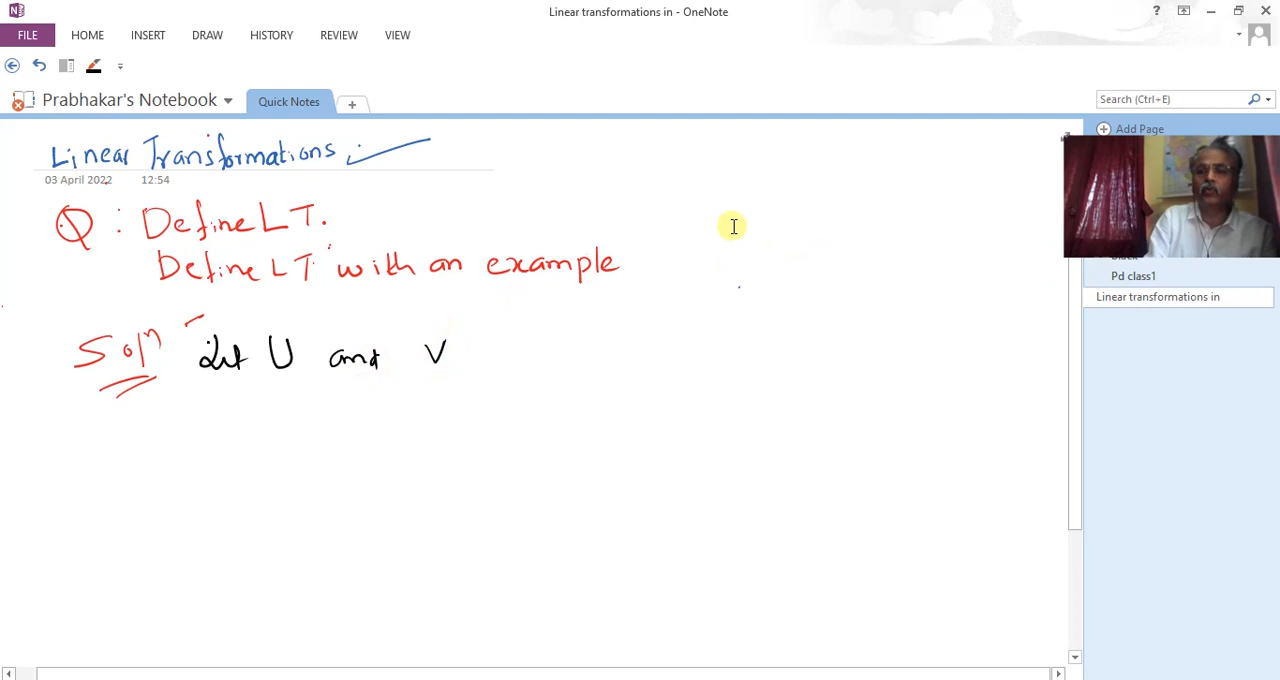 Linear transformations in - OneNote
FILE HOME INSERT DRAW HISTORY REVIEW VIEW
Prabhakar's Notebook Quick Notes
Search (Ctrl+E)
Add Page
Linear Transformations
03 April 2022 12:54
Q : Define LT.
Define LT with an example
Pd class1
Linear transformations in
Soln Let U and V